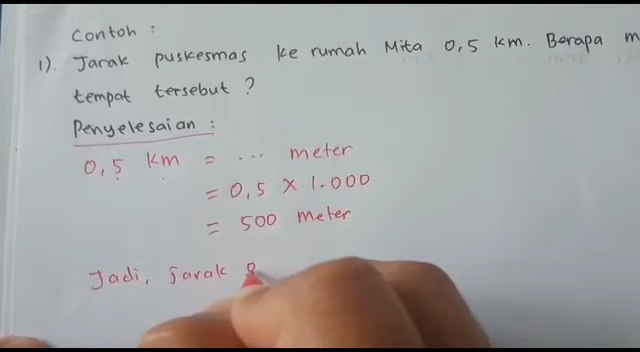 Contoh :
1). Jarak puskesmas ke rumah Mita 0,5 km. Berapa m
tempat tersebut ?
Penyelesaian :
0,5 km = ... meter
= 0,5 x 1.000
= 500 meter
Jadi, jarak